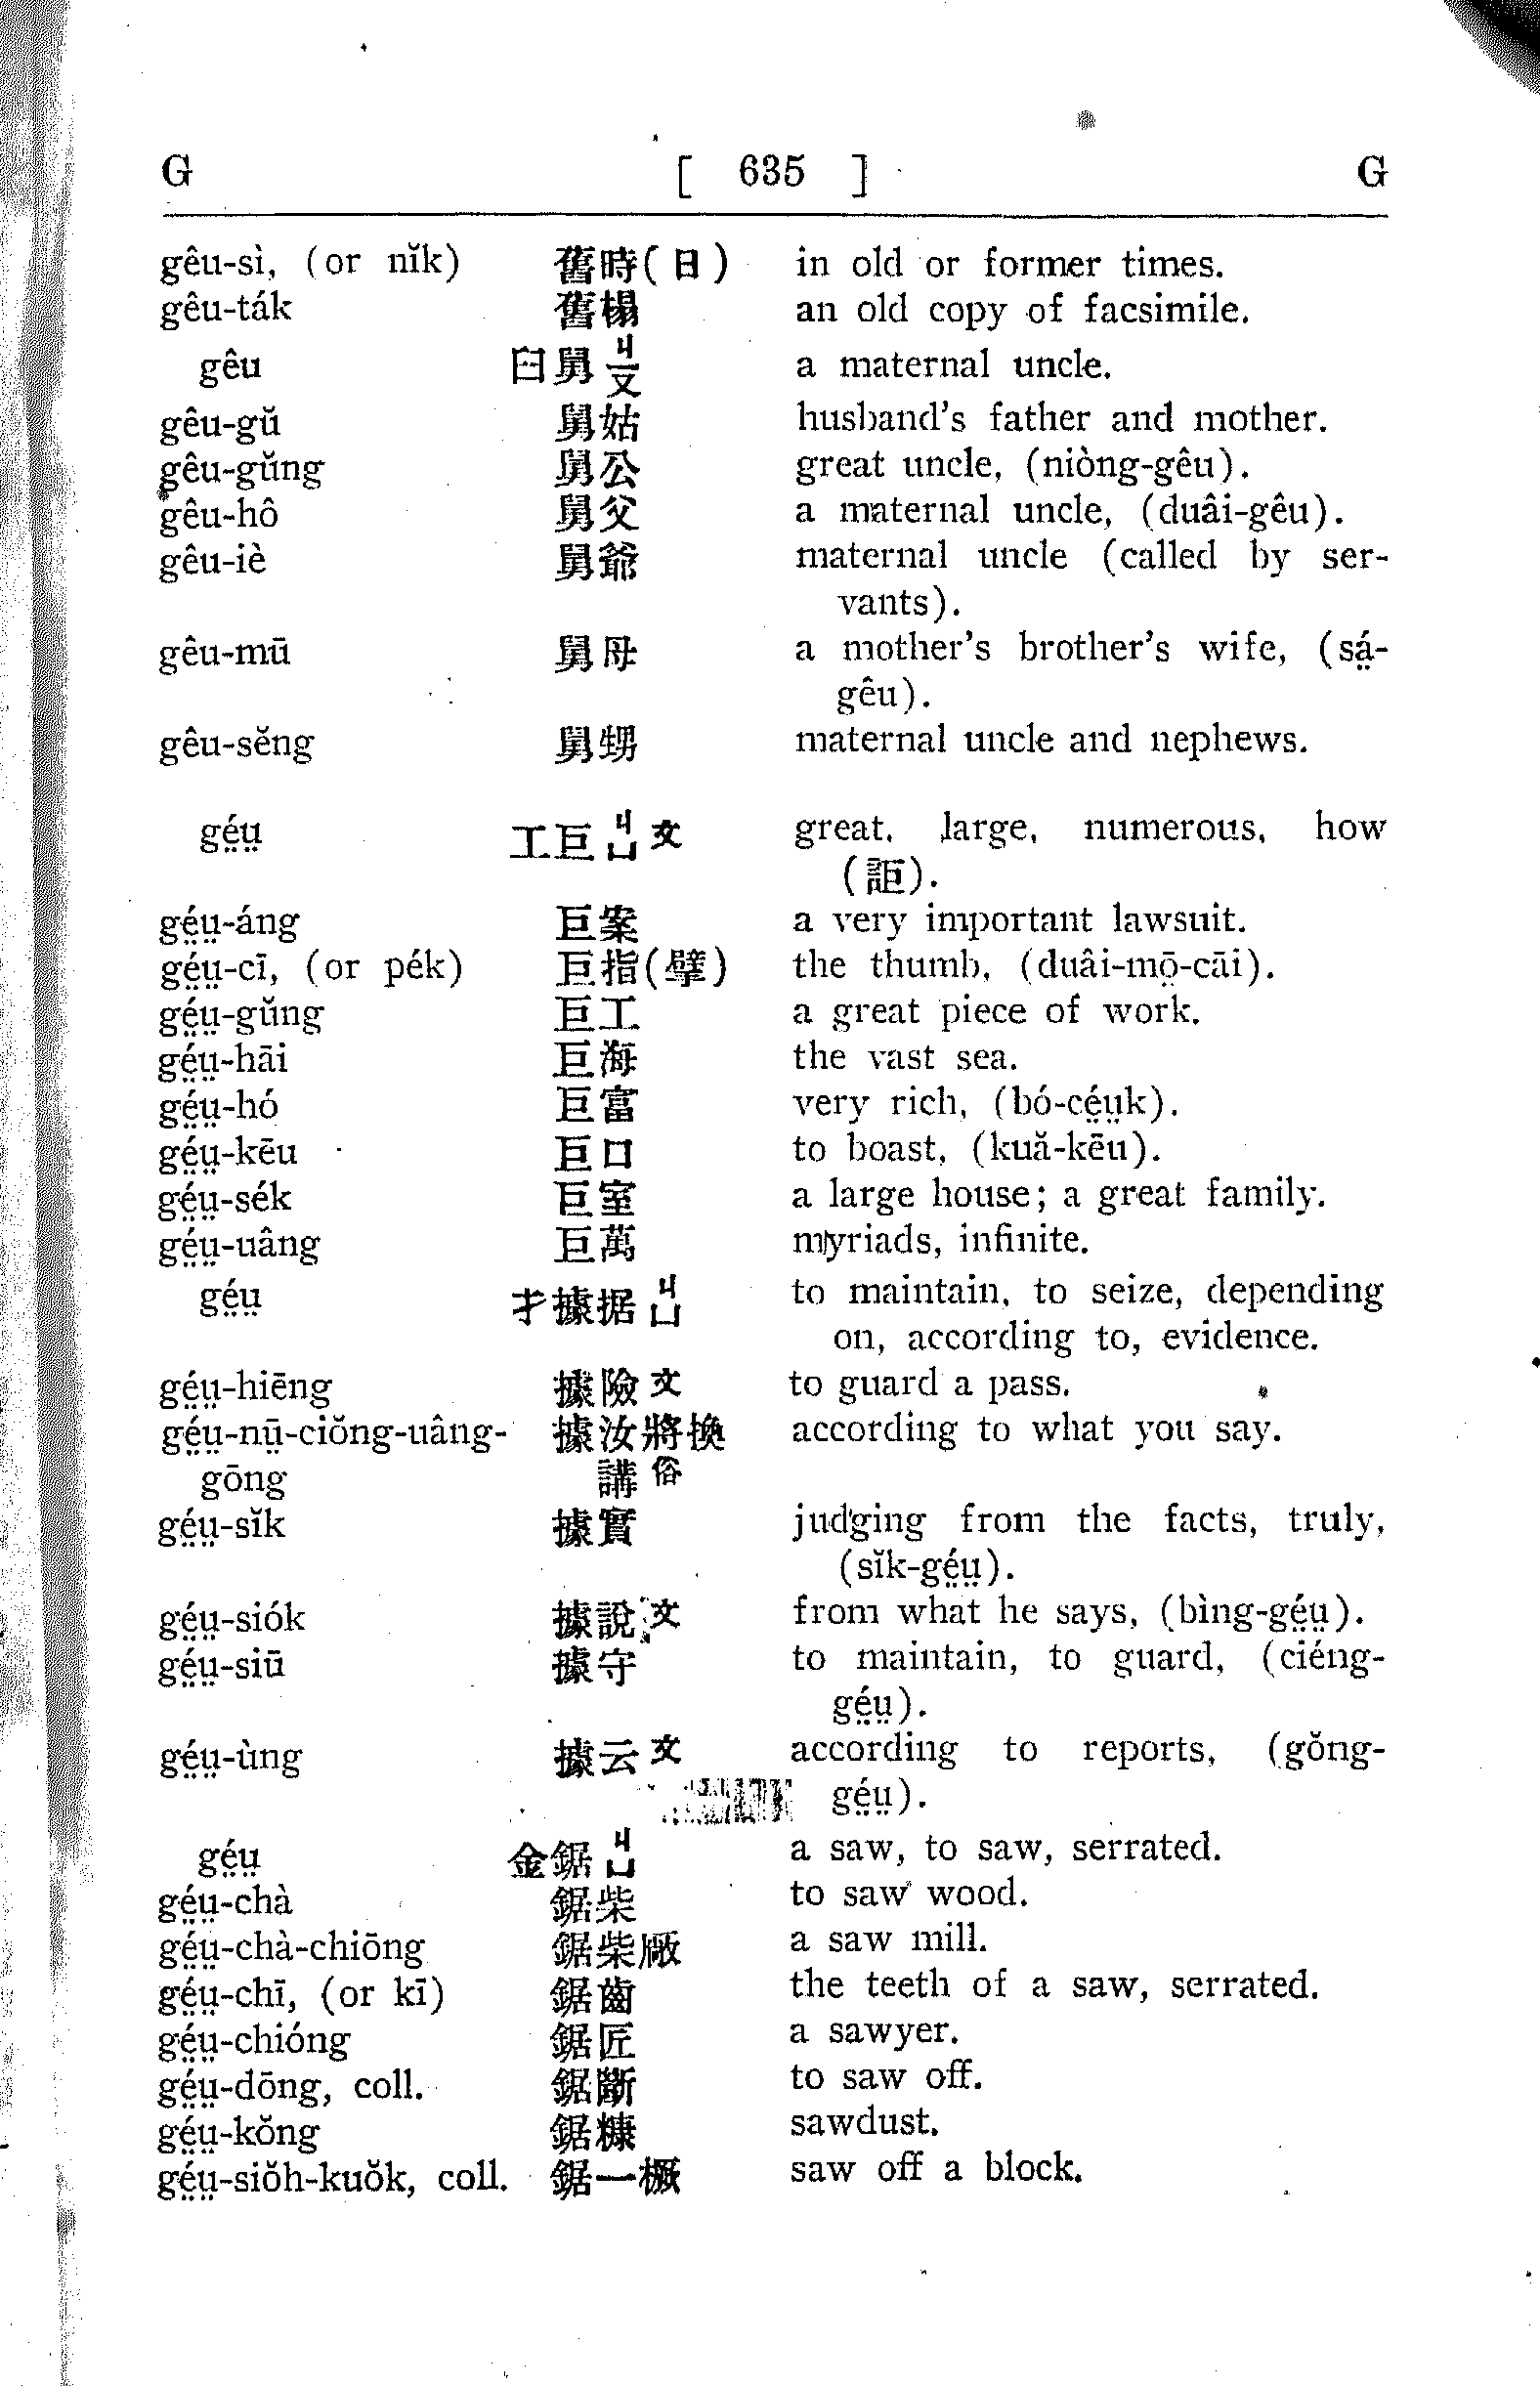 G [ 635 ] G
gêu-sì, (or nĭk) 舊時(日) in old or former times.
gêu-ták 舊榻 an old copy of facsimile.
gêu 臼舅ㄐㄡ a maternal uncle.
gêu-gŭ 舅姑 husband's father and mother.
gêu-gŭng 舅公 great uncle, (niòng-gêu).
gêu-hô 舅父 a maternal uncle, (duâi-gêu).
gêu-iè 舅爺 maternal uncle (called by ser-
vants).
gêu-mū 舅母 a mother's brother's wife, (sá̤-
gêu).
gêu-sĕng 舅甥 maternal uncle and nephews.
gé̤ṳ 工巨ㄐㄩ文 great, large, numerous, how
(詎).
gé̤ṳ-áng 巨案 a very important lawsuit.
gé̤ṳ-cī, (or pék) 巨指(擘) the thumb, (duâi-mō̤-cāi).
gé̤ṳ-gŭng 巨工 a great piece of work.
gé̤ṳ-hāi 巨海 the vast sea.
gé̤ṳ-hó 巨富 very rich, (bó-cé̤ṳk).
gé̤ṳ-kēu 巨口 to boast, (kuă-kēu).
gé̤ṳ-sék 巨室 a large house; a great family.
gé̤ṳ-uâng 巨萬 myriads, infinite.
gé̤ṳ 才據据ㄐㄩ to maintain, to seize, depending
on, according to, evidence.
gé̤ṳ-hiēng 據險文 to guard a pass.
gé̤ṳ-nṳ̄-ciŏng-uâng- 據汝將換 according to what you say.
gōng 講俗
gé̤ṳ-sĭk 據實 judging from the facts, truly,
(sĭk-gé̤ṳ).
gé̤ṳ-siók 據說文 from what he says, (bìng-gé̤ṳ).
gé̤ṳ-siū 據守 to maintain, to guard, (ciéng-
gé̤ṳ).
gé̤ṳ-ùng 據云文 according to reports, (gŏng-
gé̤ṳ).
gé̤ṳ 金鋸ㄐㄩ a saw, to saw, serrated.
gé̤ṳ-chà 鋸柴 to saw wood.
gé̤ṳ-chà-chiōng 鋸柴廠 a saw mill.
gé̤ṳ-chī, (or kī) 鋸齒 the teeth of a saw, serrated.
gé̤ṳ-chióng 鋸匠 a sawyer.
gé̤ṳ-dōng, coll. 鋸斷 to saw off.
gé̤ṳ-kŏng 鋸糠 sawdust.
gé̤ṳ-siŏh-kuŏk, coll. 鋸一橛 saw off a block.